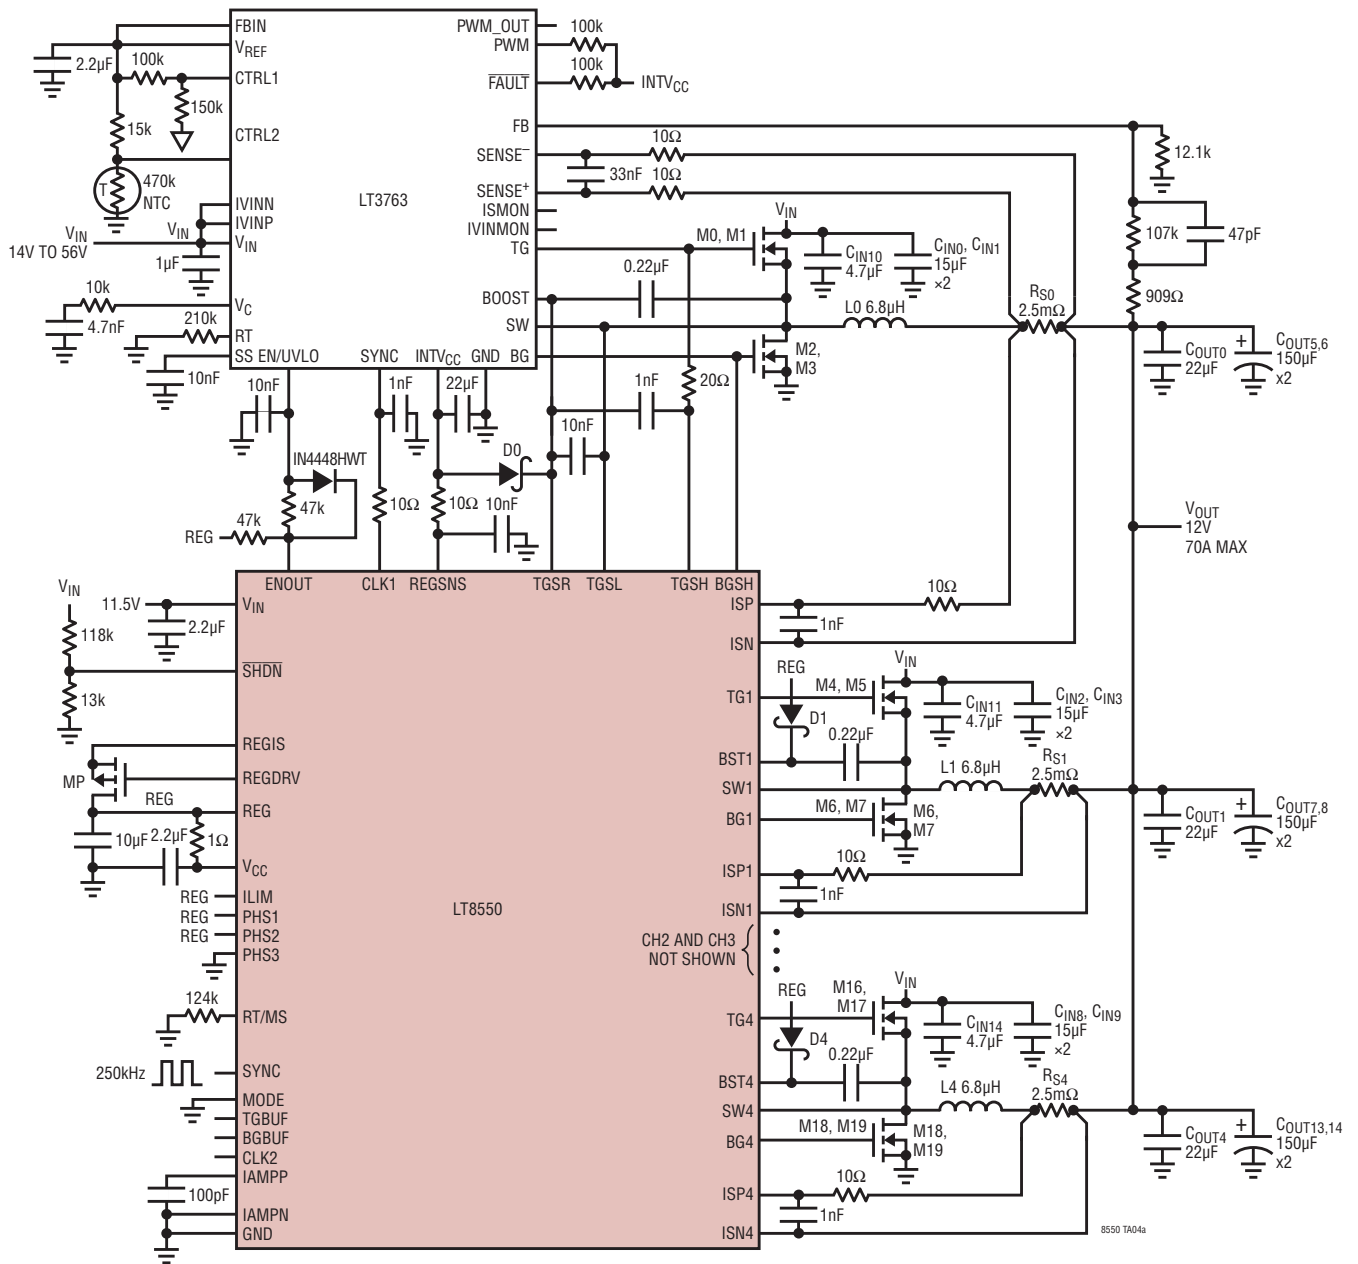 FBIN
VREF
CTRL1
CTRL2
IVINN
IVINP
VIN
VC
RT
SS EN/UVLO
SYNC
INTVCC
GND
BG
PWM_OUT
PWM
FAULT
FB
SENSE−
SENSE+
ISMON
IVINMON
TG
BOOST
SW
LT3763
2.2µF
100k
150k
15k
T
470k
NTC
VIN
14V TO 56V
VIN
1µF
10k
4.7nF
210k
10nF
100k
100k
INTVCC
10Ω
33nF
10Ω
12.1k
107k
47pF
909Ω
M0, M1
VIN
CIN10
4.7µF
CIN0, CIN1
15µF
×2
0.22µF
L0 6.8µH
RS0
2.5mΩ
M2,
M3
COUT0
22µF
+
COUT5,6
150µF
x2
10nF
1nF
22µF
1nF
20Ω
IN4448HWT
D0
10nF
47k
10Ω
10Ω
10nF
REG
47k
VOUT
12V
70A MAX
ENOUT
CLK1
REGSNS
TGSR
TGSL
TGSH
BGSH
VIN
11.5V
VIN
2.2µF
118k
SHDN
13k
REGIS
MP
REGDRV
REG
REG
10µF
2.2µF
1Ω
VCC
REG
ILIM
REG
PHS1
REG
PHS2
PHS3
124k
RT/MS
250kHz
SYNC
MODE
TGBUF
BGBUF
CLK2
IAMPP
100pF
IAMPN
GND
LT8550
ISP
10Ω
1nF
ISN
REG
TG1
M4, M5
VIN
CIN11
4.7µF
CIN2, CIN3
15µF
×2
D1
0.22µF
BST1
SW1
L1 6.8µH
RS1
2.5mΩ
BG1
M6, M7
M6,
M7
COUT1
22µF
+
COUT7,8
150µF
x2
ISP1
10Ω
1nF
ISN1
CH2 AND CH3
NOT SHOWN
REG
TG4
M16,
M17
VIN
CIN14
4.7µF
CIN8, CIN9
15µF
×2
D4
0.22µF
BST4
SW4
L4 6.8µH
RS4
2.5mΩ
BG4
M18, M19
M18,
M19
COUT4
22µF
+
COUT13,14
150µF
x2
ISP4
10Ω
1nF
ISN4
8550 TA04a